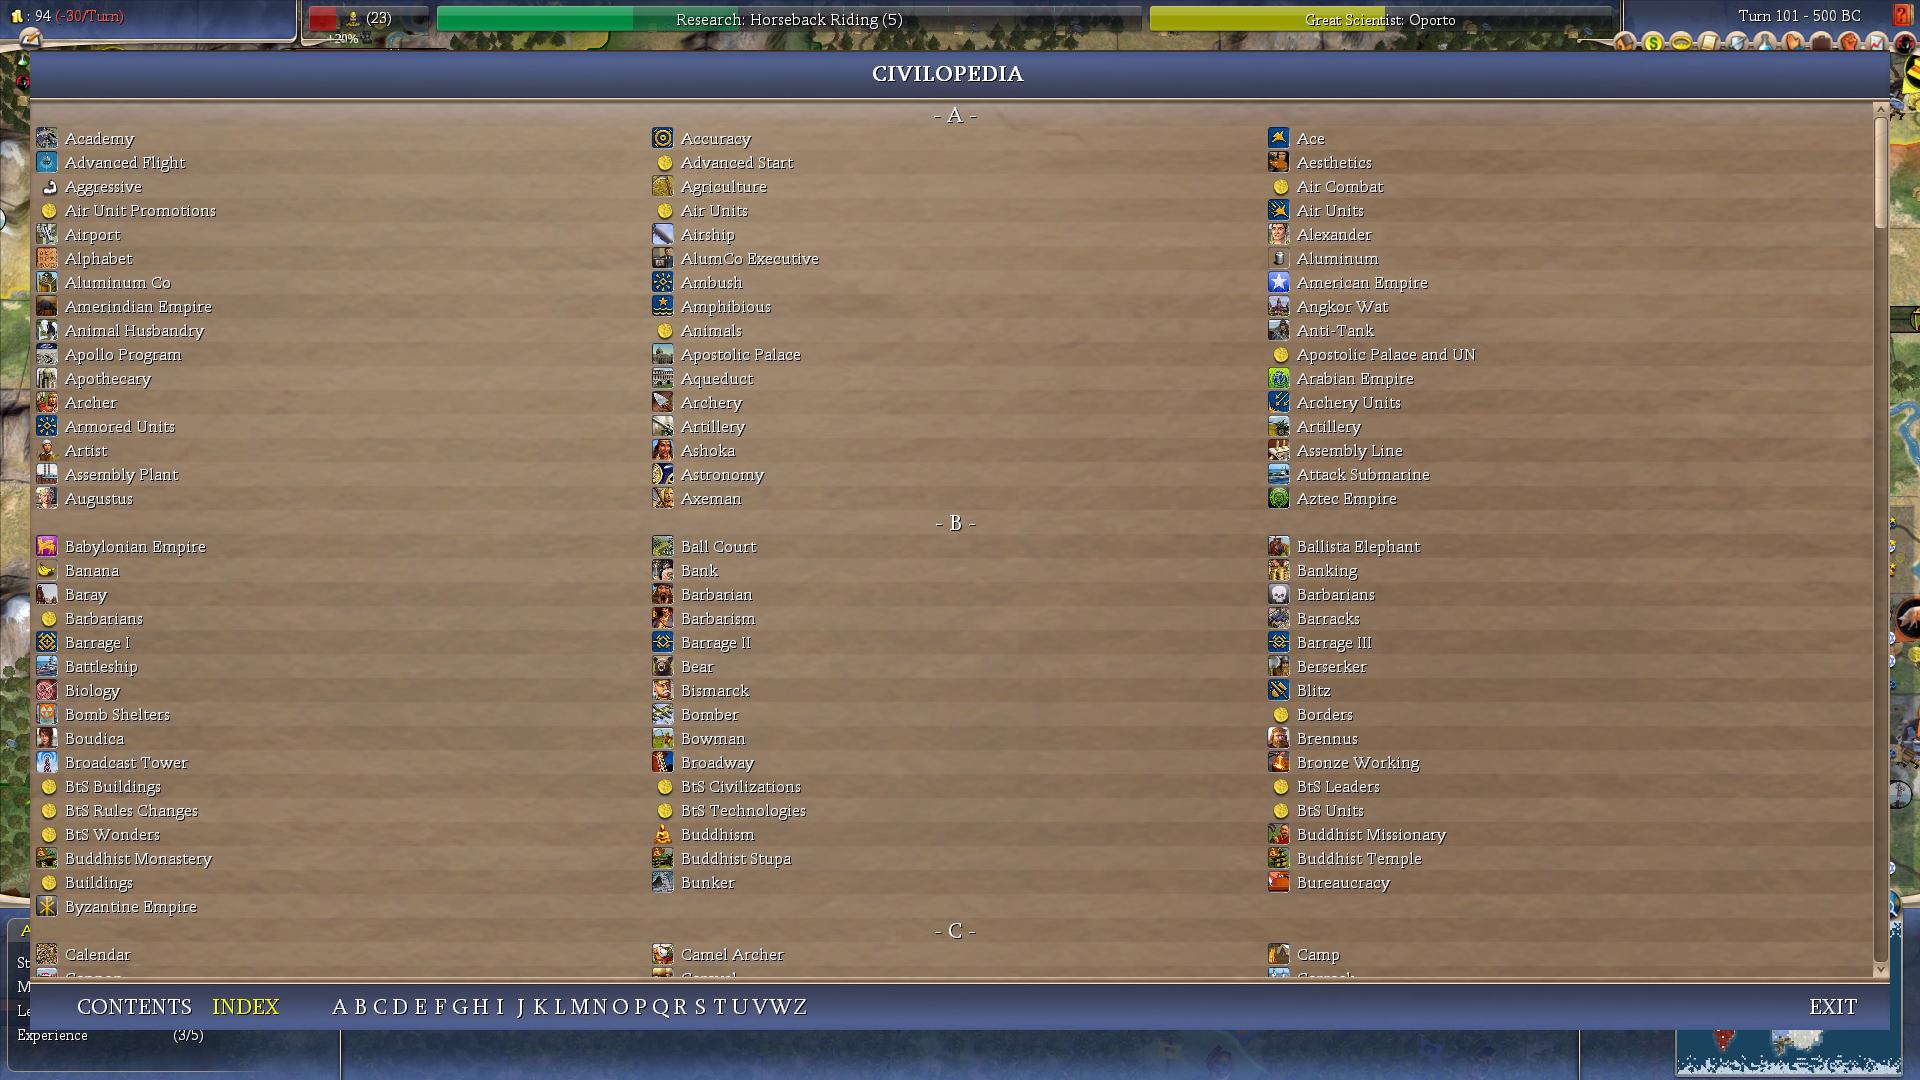 : 94 (-30/Turn)
(23)
+20%
Research: Horseback Riding (5)
Great Scientist: Oporto
Turn 101 - 500 BC
CIVILOPEDIA
- A -
Academy Accuracy Ace
Advanced Flight Advanced Start Aesthetics
Aggressive Agriculture Air Combat
Air Unit Promotions Air Units Air Units
Airport Airship Alexander
Alphabet AlumCo Executive Aluminum
Aluminum Co Ambush American Empire
Amerindian Empire Amphibious Angkor Wat
Animal Husbandry Animals Anti-Tank
Apollo Program Apostolic Palace Apostolic Palace and UN
Apothecary Aqueduct Arabian Empire
Archer Archery Archery Units
Armored Units Artillery Artillery
Artist Ashoka Assembly Line
Assembly Plant Astronomy Attack Submarine
Augustus Axeman Aztec Empire
- B -
Babylonian Empire Ball Court Ballista Elephant
Banana Bank Banking
Baray Barbarian Barbarians
Barbarians Barbarism Barracks
Barrage I Barrage II Barrage III
Battleship Bear Berserker
Biology Bismarck Blitz
Bomb Shelters Bomber Borders
Boudica Bowman Brennus
Broadcast Tower Broadway Bronze Working
BtS Buildings BtS Civilizations BtS Leaders
BtS Rules Changes BtS Technologies BtS Units
BtS Wonders Buddhism Buddhist Missionary
Buddhist Monastery Buddhist Stupa Buddhist Temple
Buildings Bunker Bureaucracy
Byzantine Empire
- C -
Calendar Camel Archer Camp
CONTENTS INDEX A B C D E F G H I J K L M N O P Q R S T U V W Z EXIT
Experience (3/5)